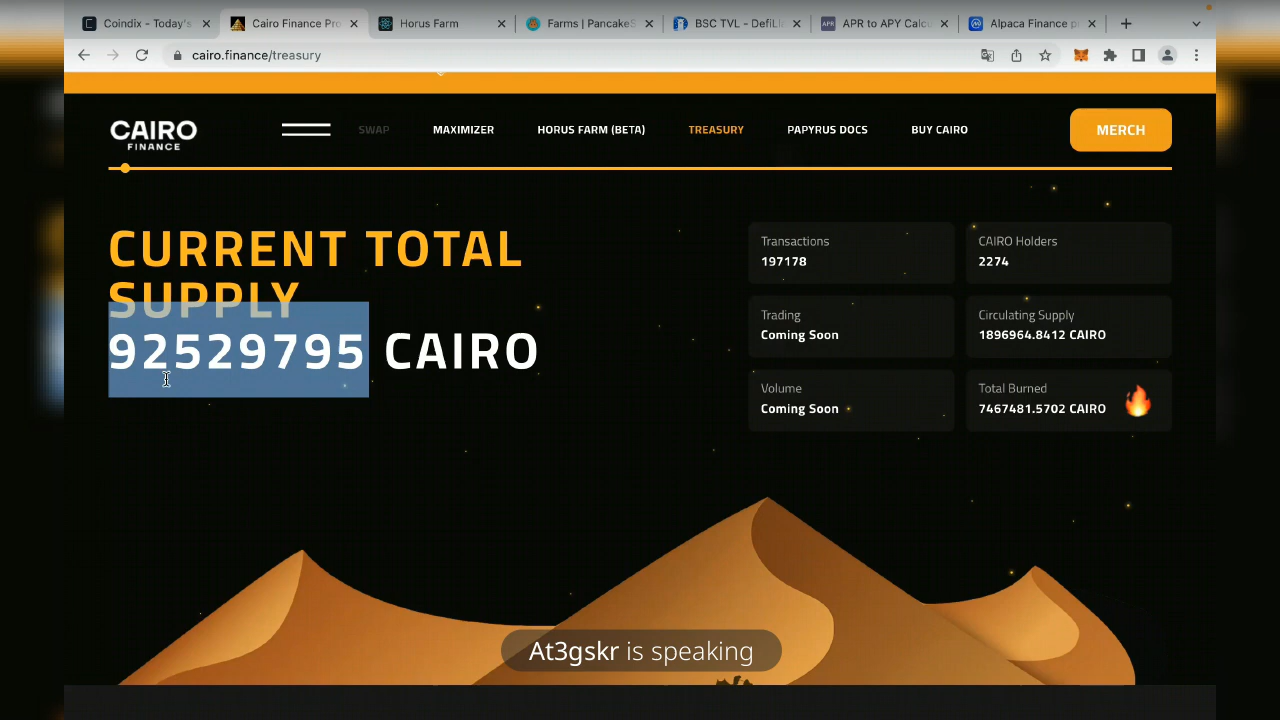 Coindix - Today's
Cairo Finance Pro
Horus Farm
Farms | PancakeS
BSC TVL - DefiLl
APR to APY Calcu
Alpaca Finance p
cairo.finance/treasury
CAIRO
FINANCE
SWAP
MAXIMIZER
HORUS FARM (BETA)
TREASURY
PAPYRUS DOCS
BUY CAIRO
MERCH
CURRENT TOTAL
SUPPLY
92529795 CAIRO
Transactions
197178
CAIRO Holders
2274
Trading
Coming Soon
Circulating Supply
1896964.8412 CAIRO
Volume
Coming Soon
Total Burned
7467481.5702 CAIRO
At3gskr is speaking